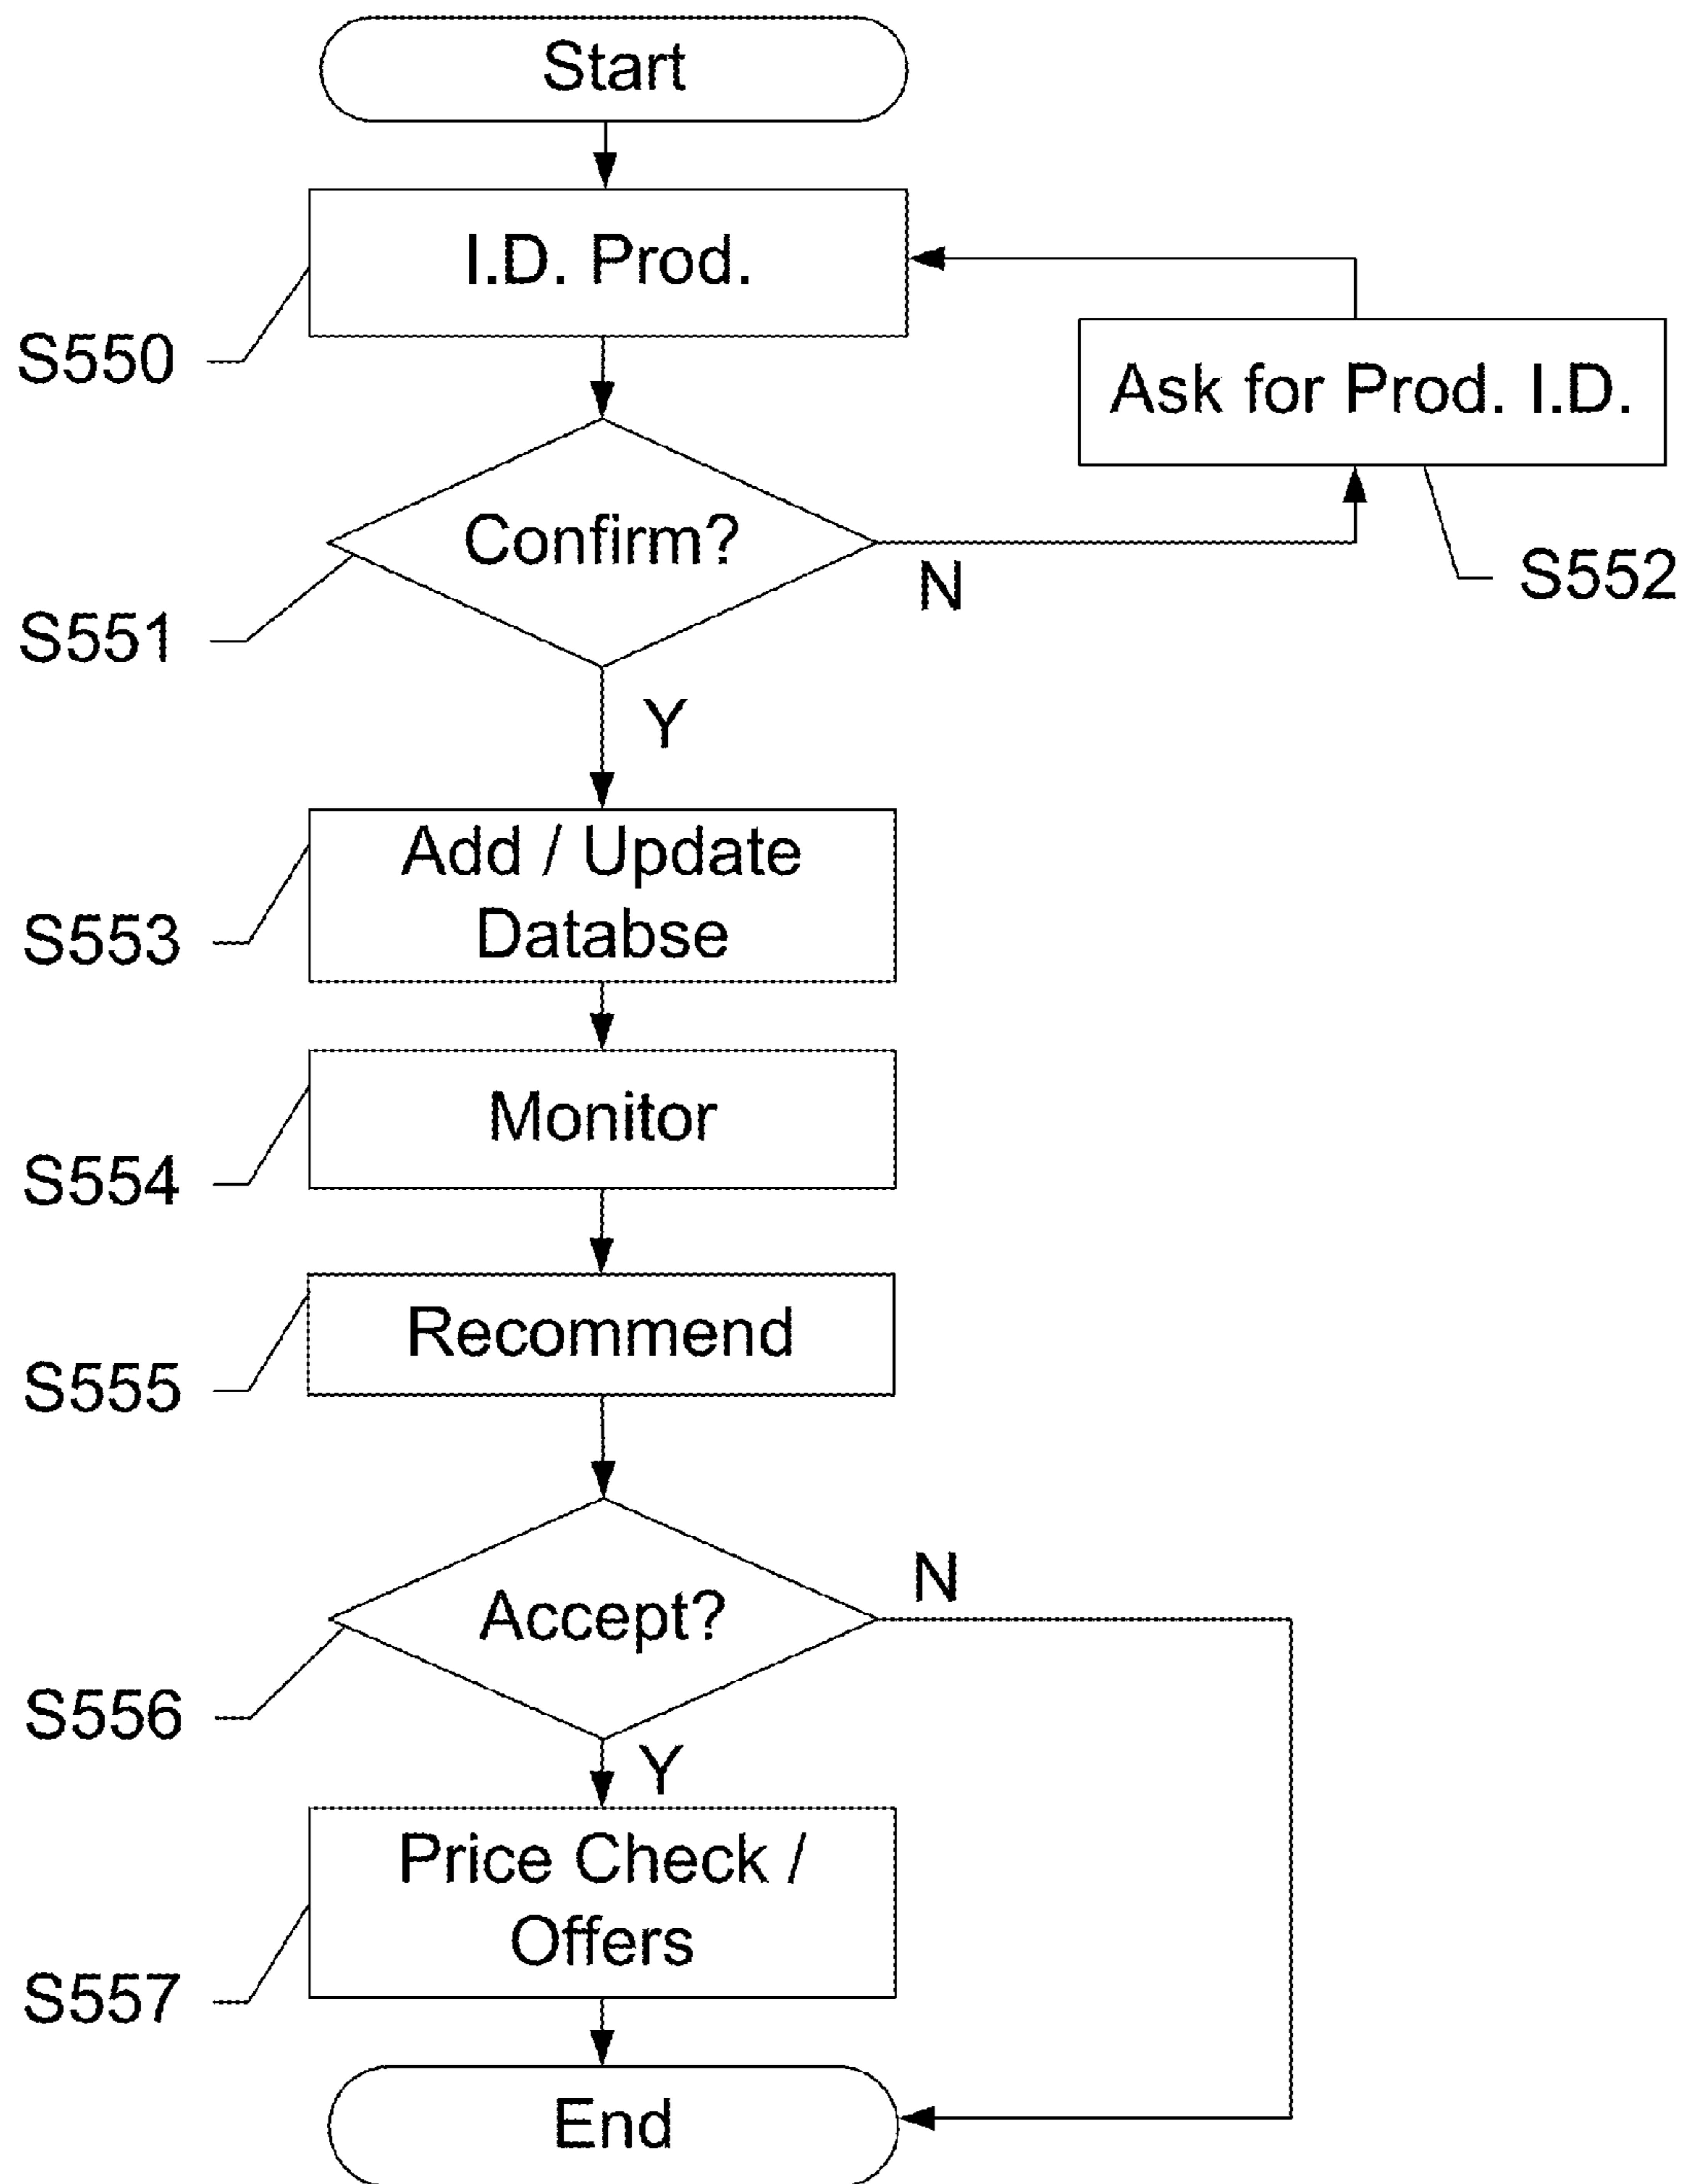 Start
I.D. Prod.
S550
Ask for Prod. I.D.
Confirm?
N
S552
S551
Y
Add / Update
Databse
S553
Monitor
S554
Recommend
S555
N
Accept?
S556
Y
Price Check /
Offers
S557
End